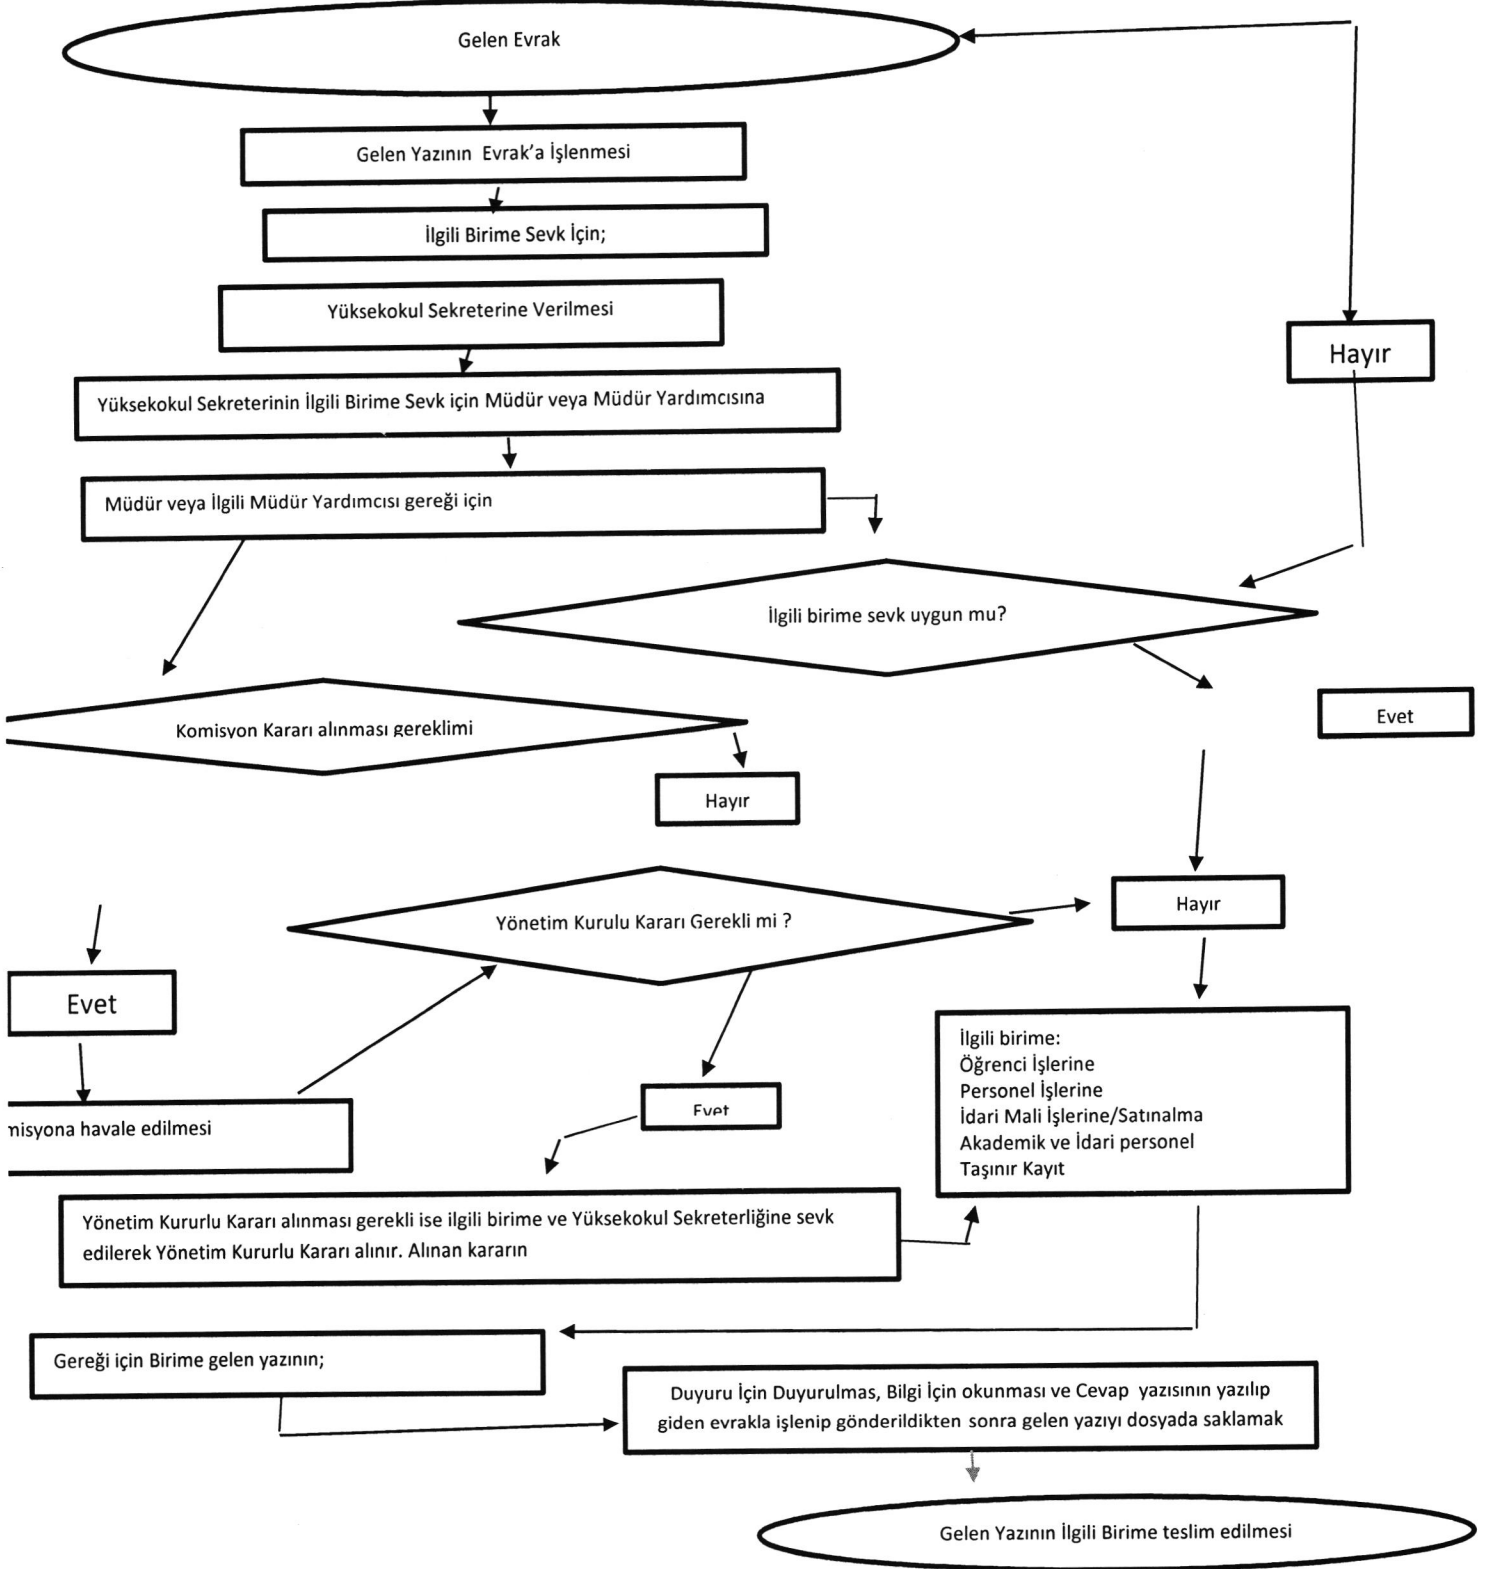 Gelen Evrak
Gelen Yazının Evrak'a İşlenmesi
İlgili Birime Sevk İçin;
Yüksekokul Sekreterine Verilmesi
Hayır
Yüksekokul Sekreterinin İlgili Birime Sevk için Müdür veya Müdür Yardımcısına
Müdür veya İlgili Müdür Yardımcısı gereği için
İlgili birime sevk uygun mu?
Evet
Komisyon Kararı alınması gereklimi
Hayır
Yönetim Kurulu Kararı Gerekli mi ?
Hayır
Evet
İlgili birime:
Öğrenci İşlerine
Personel İşlerine
İdari Mali İşlerine/Satınalma
Akademik ve İdari personel
Taşınır Kayıt
Evet
misyona havale edilmesi
Yönetim Kururlu Kararı alınması gerekli ise ilgili birime ve Yüksekokul Sekreterliğine sevk
edilerek Yönetim Kururlu Kararı alınır. Alınan kararın
Gereği için Birime gelen yazının;
Duyuru İçin Duyurulmas, Bilgi İçin okunması ve Cevap yazısının yazılıp
giden evrakla işlenip gönderildikten sonra gelen yazıyı dosyada saklamak
Gelen Yazının İlgili Birime teslim edilmesi